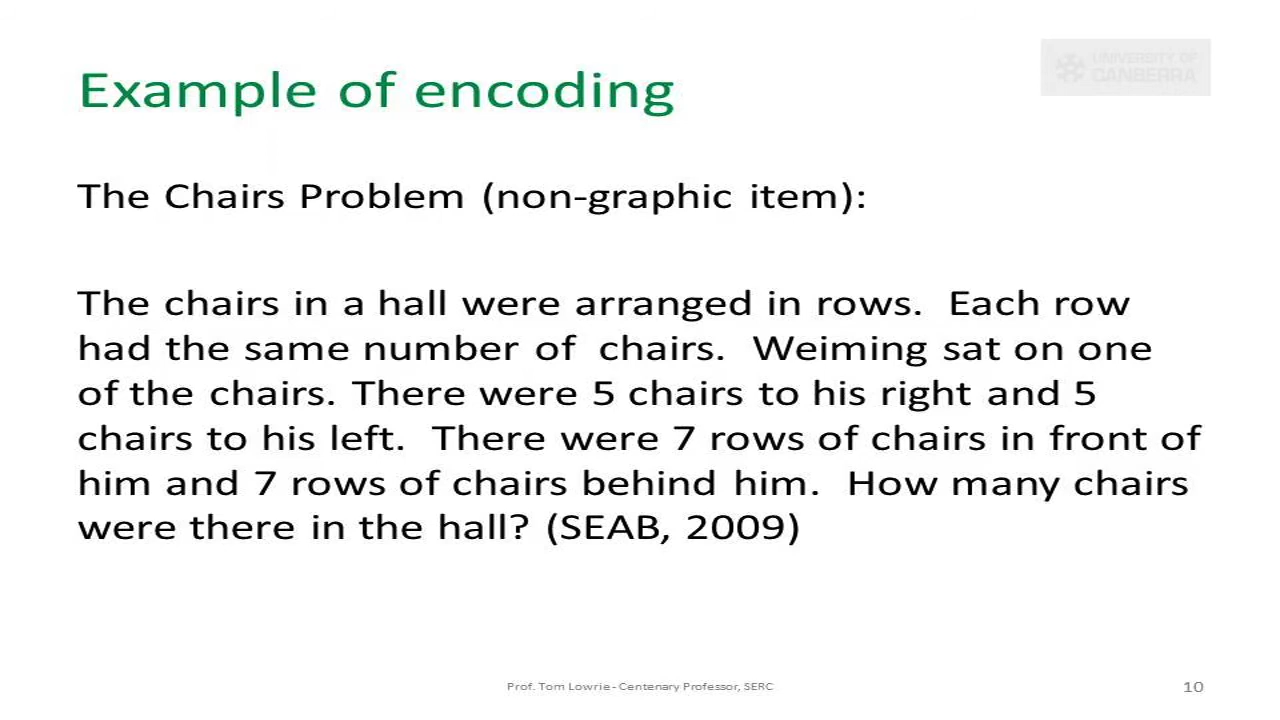 UNIVERSITY OF
CANBERRA
Example of encoding
The Chairs Problem (non-graphic item):
The chairs in a hall were arranged in rows.  Each row
had the same number of  chairs.  Weiming sat on one
of the chairs. There were 5 chairs to his right and 5
chairs to his left.  There were 7 rows of chairs in front of
him and 7 rows of chairs behind him.  How many chairs
were there in the hall? (SEAB, 2009)
Prof. Tom Lowrie - Centenary Professor, SERC
10